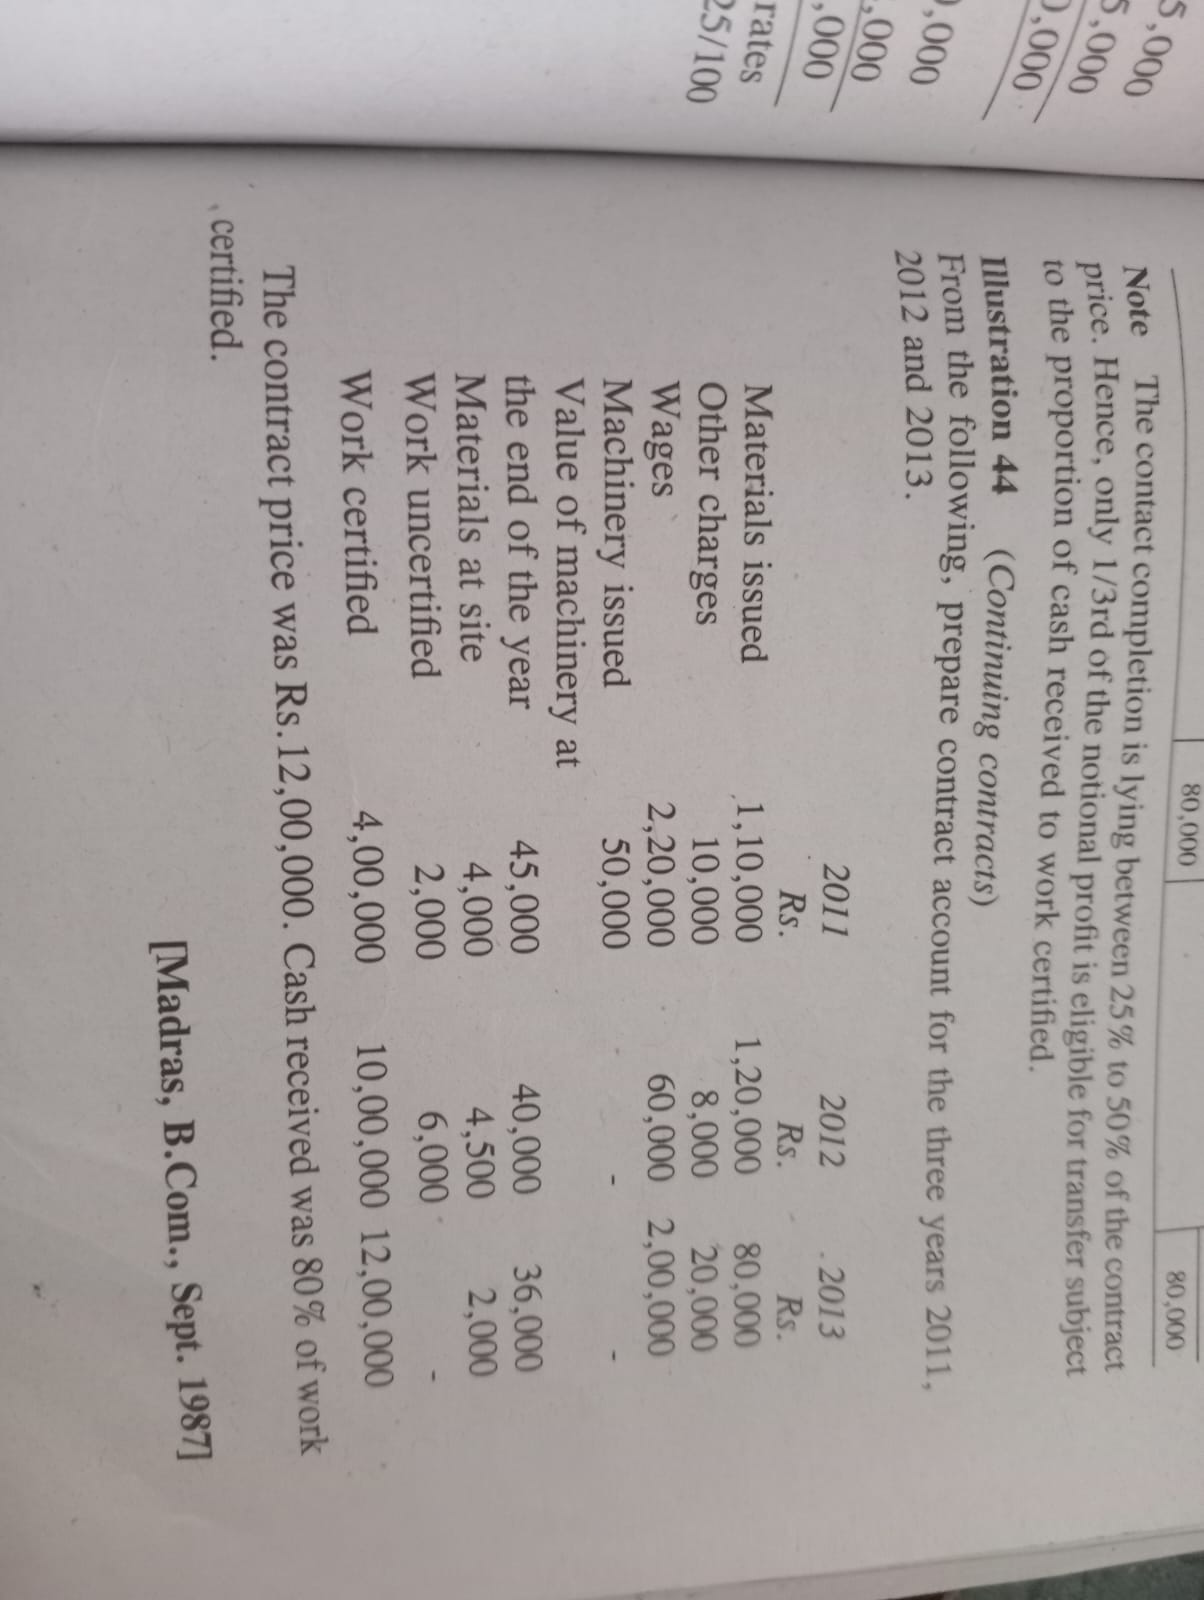 5,000
5,000
0,000
0,000
,000
,000
rates
25/100
80,000 80,000
Note The contact completion is lying between 25% to 50% of the contract
price. Hence, only 1/3rd of the notional profit is eligible for transfer subject
to the proportion of cash received to work certified.
Illustration 44 (Continuing contracts)
From the following, prepare contract account for the three years 2011,
2012 and 2013.
2011 2012 2013
Rs. Rs. Rs.
Materials issued 1,10,000 1,20,000 80,000
Other charges 10,000 8,000 20,000
Wages 2,20,000 60,000 2,00,000
Machinery issued 50,000 - -
Value of machinery at
the end of the year 45,000 40,000 36,000
Materials at site 4,000 4,500 2,000
Work uncertified 2,000 6,000 -
Work certified 4,00,000 10,00,000 12,00,000
The contract price was Rs.12,00,000. Cash received was 80% of work
certified.
[Madras, B.Com., Sept. 1987]